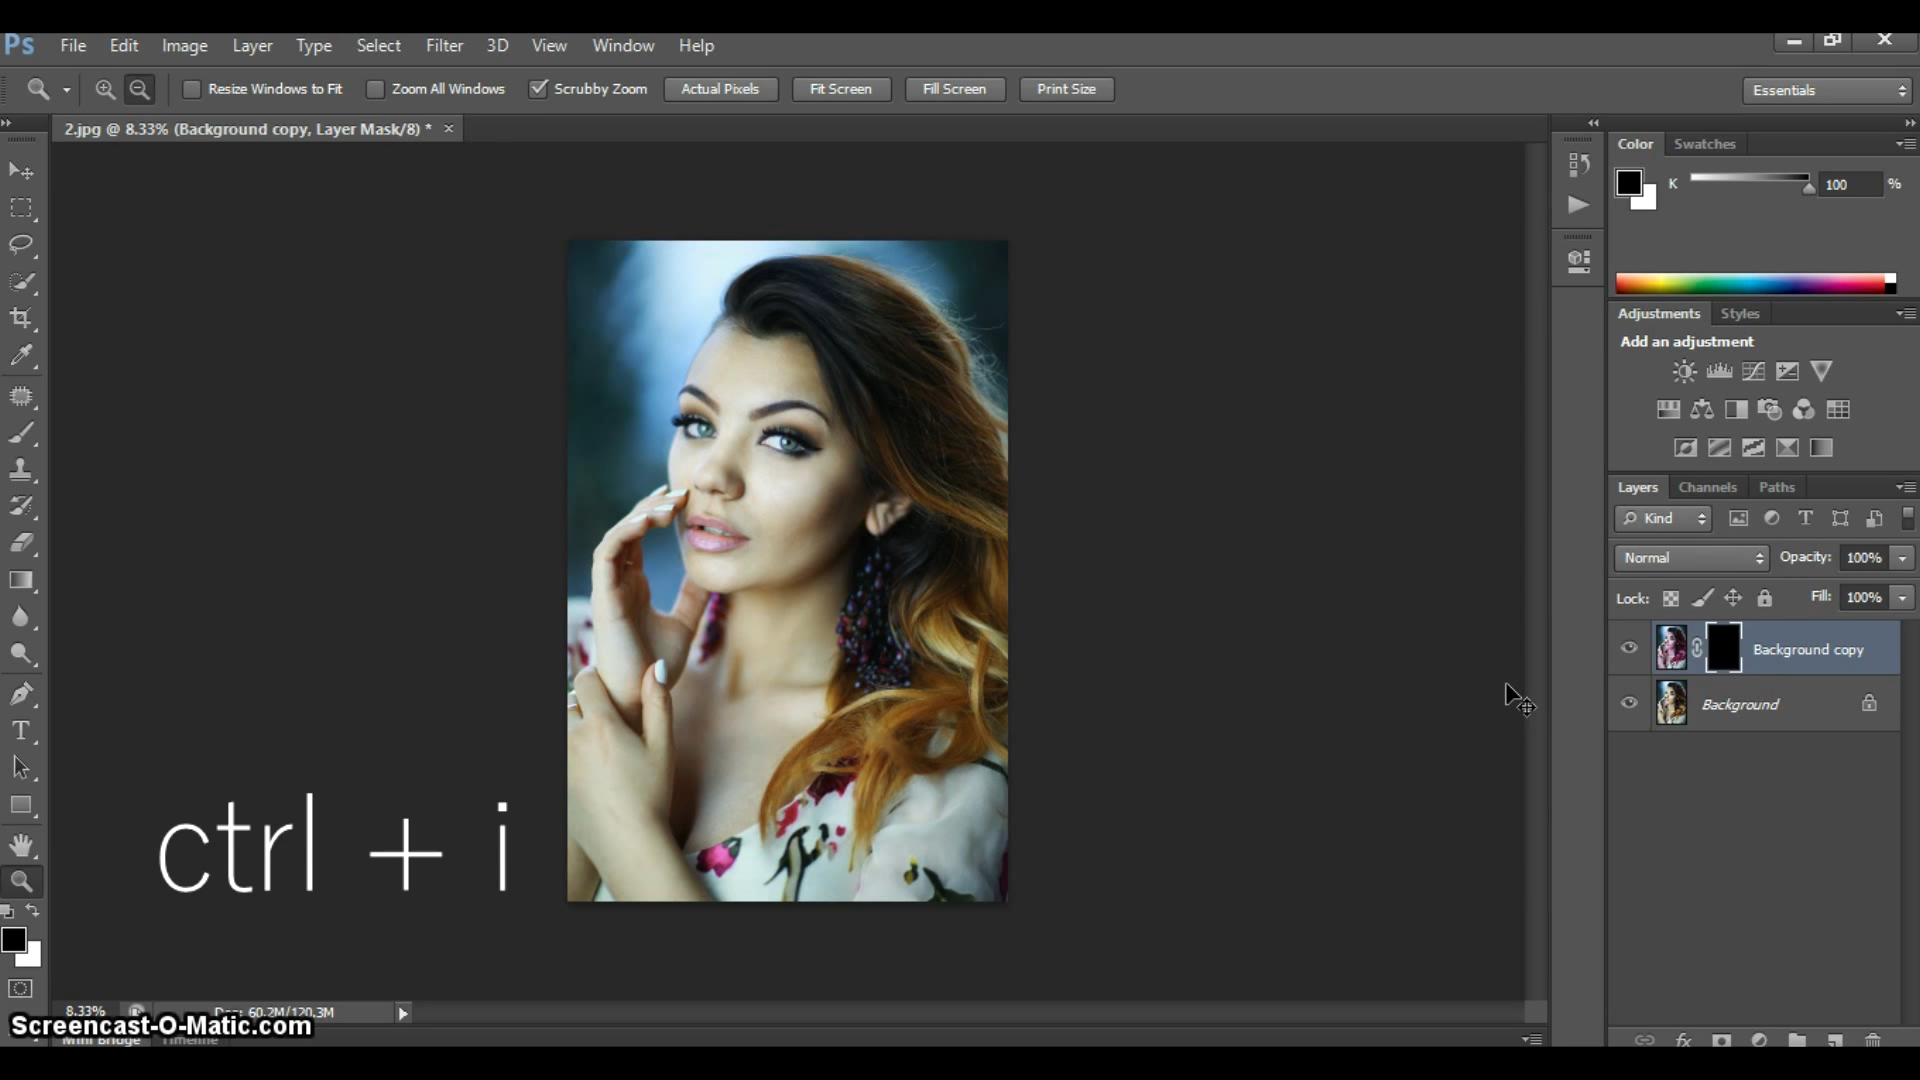 Ps File Edit Image Layer Type Select Filter 3D View Window Help
Resize Windows to Fit Zoom All Windows Scrubby Zoom Actual Pixels Fit Screen Fill Screen Print Size Essentials
2.jpg @ 8.33% (Background copy, Layer Mask/8) * ×
Color Swatches
K 100 %
Adjustments Styles
Add an adjustment
Layers Channels Paths
Kind
Normal Opacity: 100%
Lock: Fill: 100%
Background copy
Background
ctrl + i
8.33% Doc: 60.2M/120.3M
Screencast-O-Matic.com
Mini Bridge Timeline